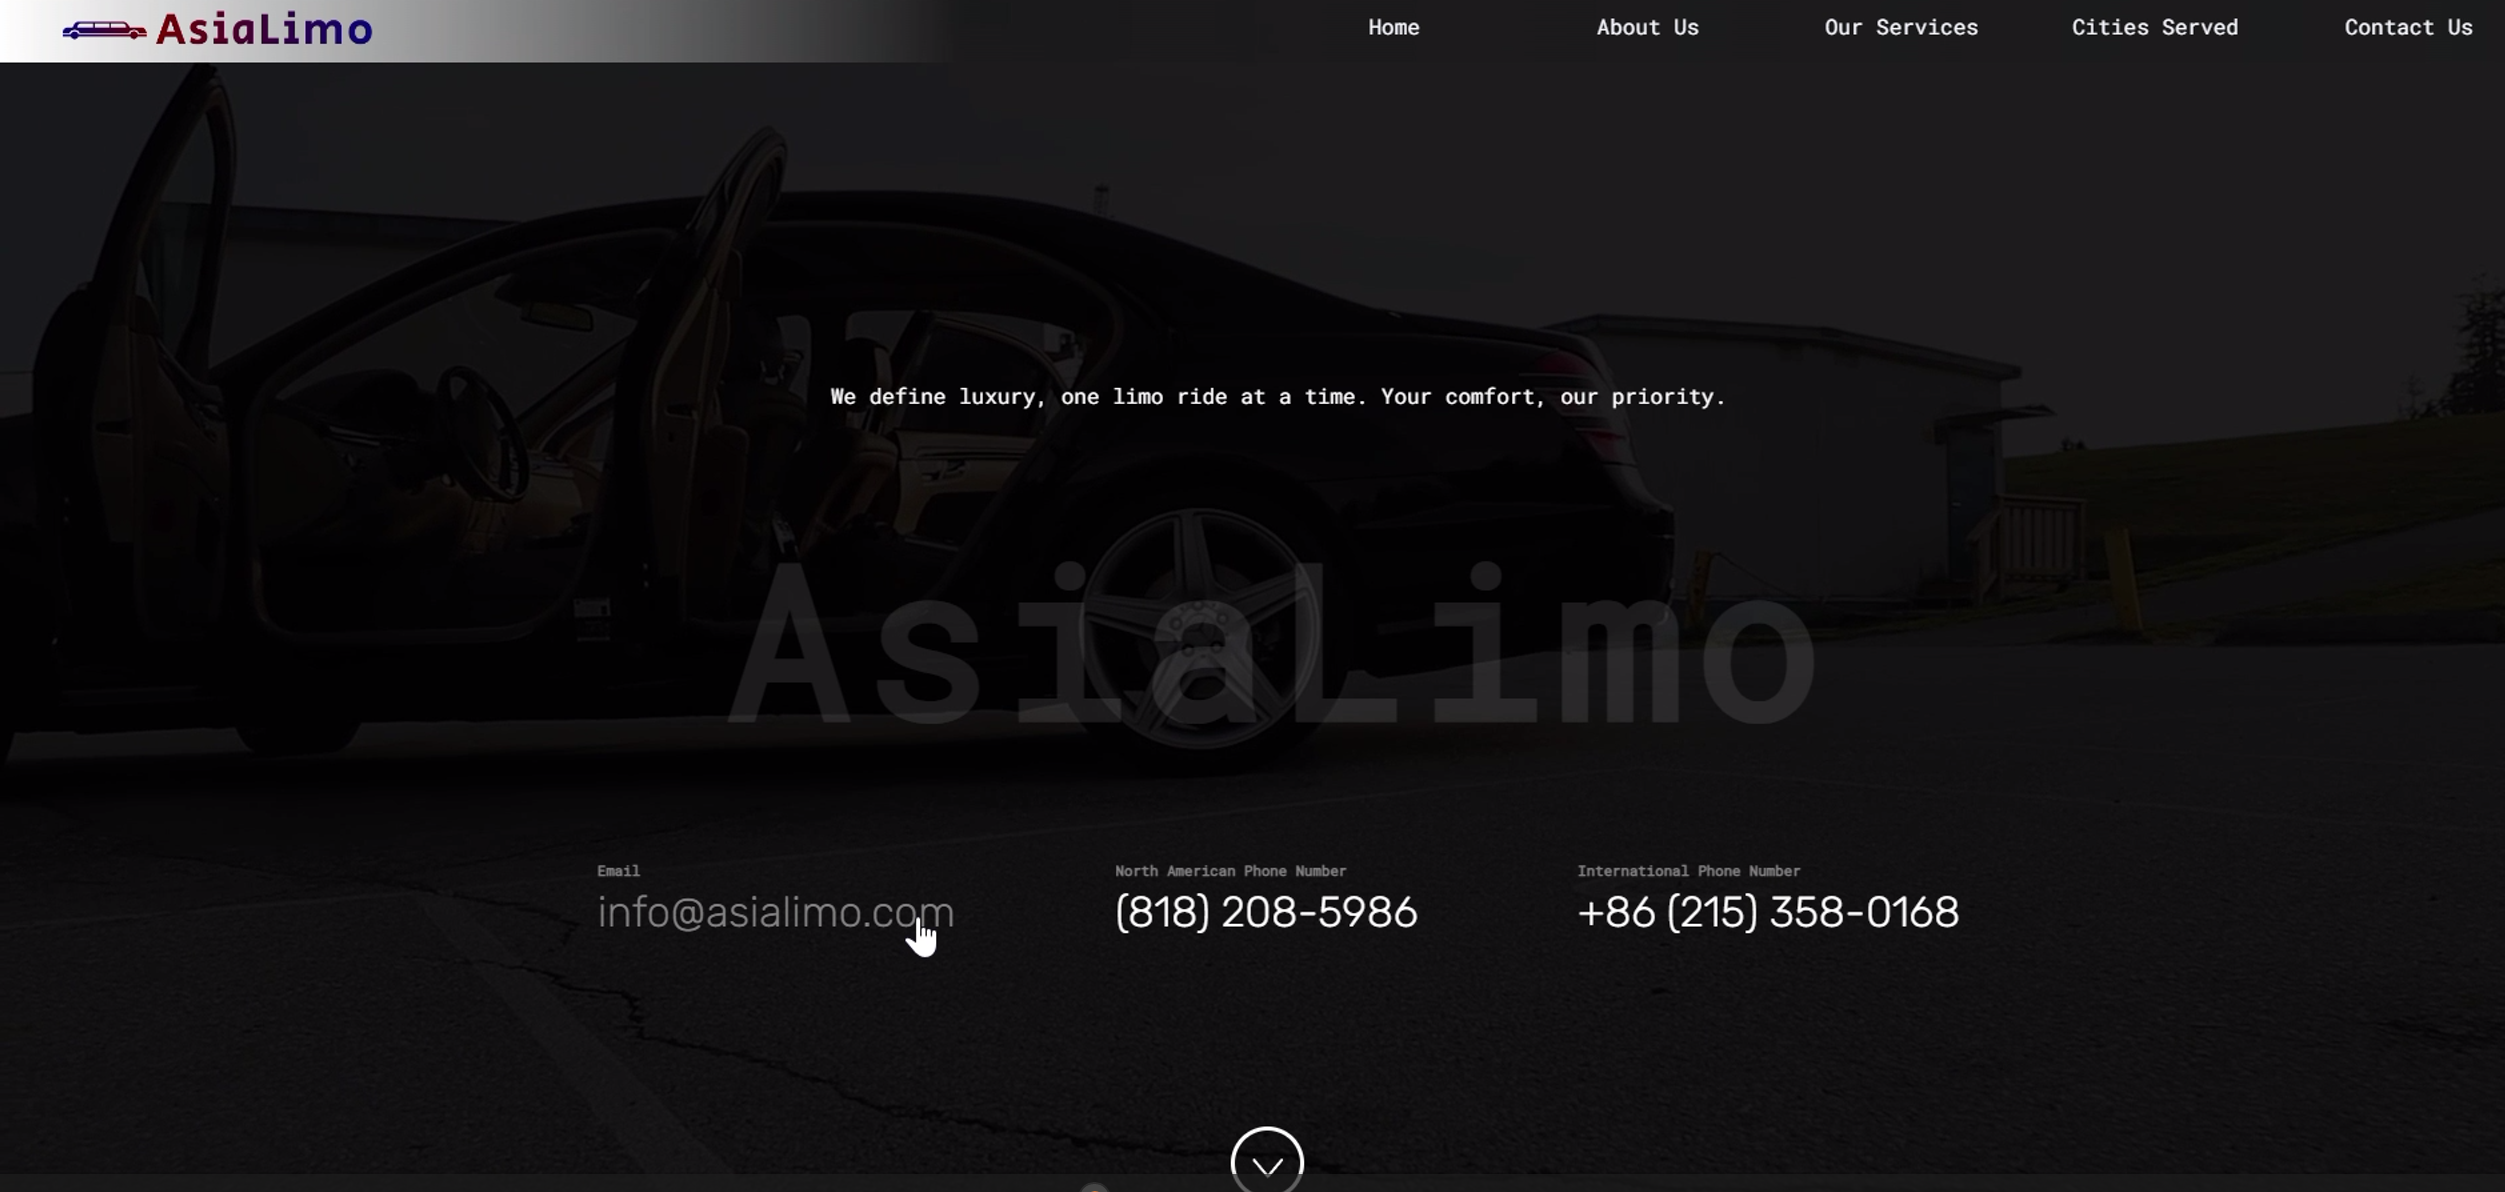 AsiaLimo
Home
About Us
Our Services
Cities Served
Contact Us
We define luxury, one limo ride at a time. Your comfort, our priority.
AsiaLimo
Email
info@asialimo.com
North American Phone Number
(818) 208-5986
International Phone Number
+86 (215) 358-0168